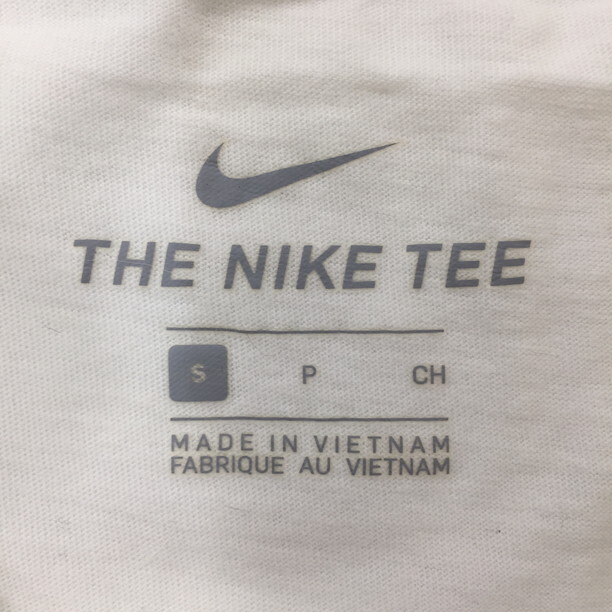 THE NIKE TEE
S P CH
MADE IN VIETNAM
FABRIQUE AU VIETNAM